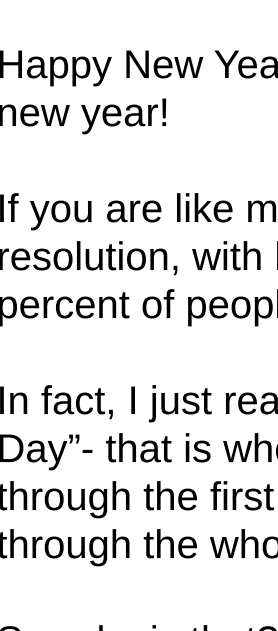 Happy New Yea
new year!
If you are like m
resolution, with
percent of peopl
In fact, I just rea
Day”- that is whe
through the first
through the who